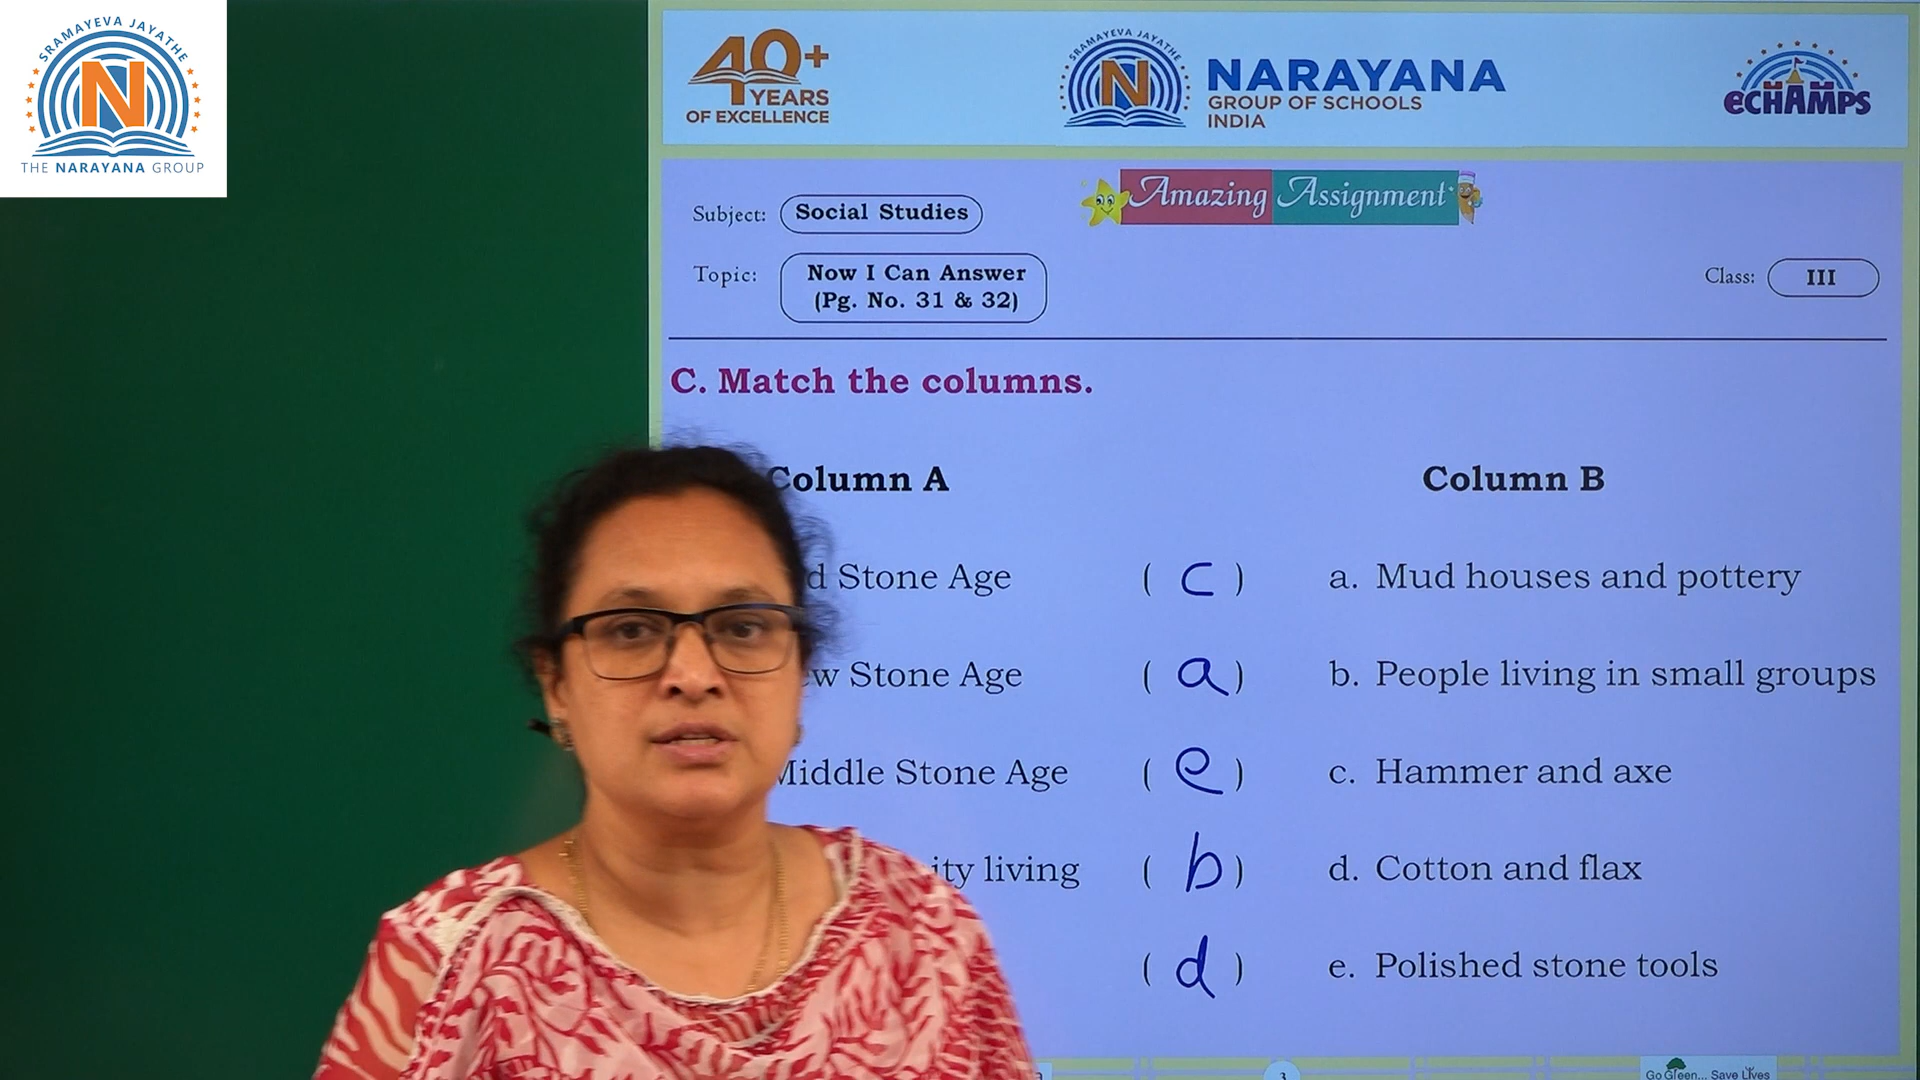 SRAMAYEVA JAYATHE
N
THE NARAYANA GROUP
40+
YEARS
OF EXCELLENCE
SRAMAYEVA JAYATHE
N
NARAYANA
GROUP OF SCHOOLS
INDIA
eCHAMPS
Amazing Assignment
Subject: Social Studies
Topic: Now I Can Answer
(Pg. No. 31 & 32)
Class: III
C. Match the columns.
Column A
Column B
Stone Age ( c ) a. Mud houses and pottery
Stone Age ( a ) b. People living in small groups
Middle Stone Age ( e ) c. Hammer and axe
living ( b ) d. Cotton and flax
( d ) e. Polished stone tools
3
Go Green... Save Lives